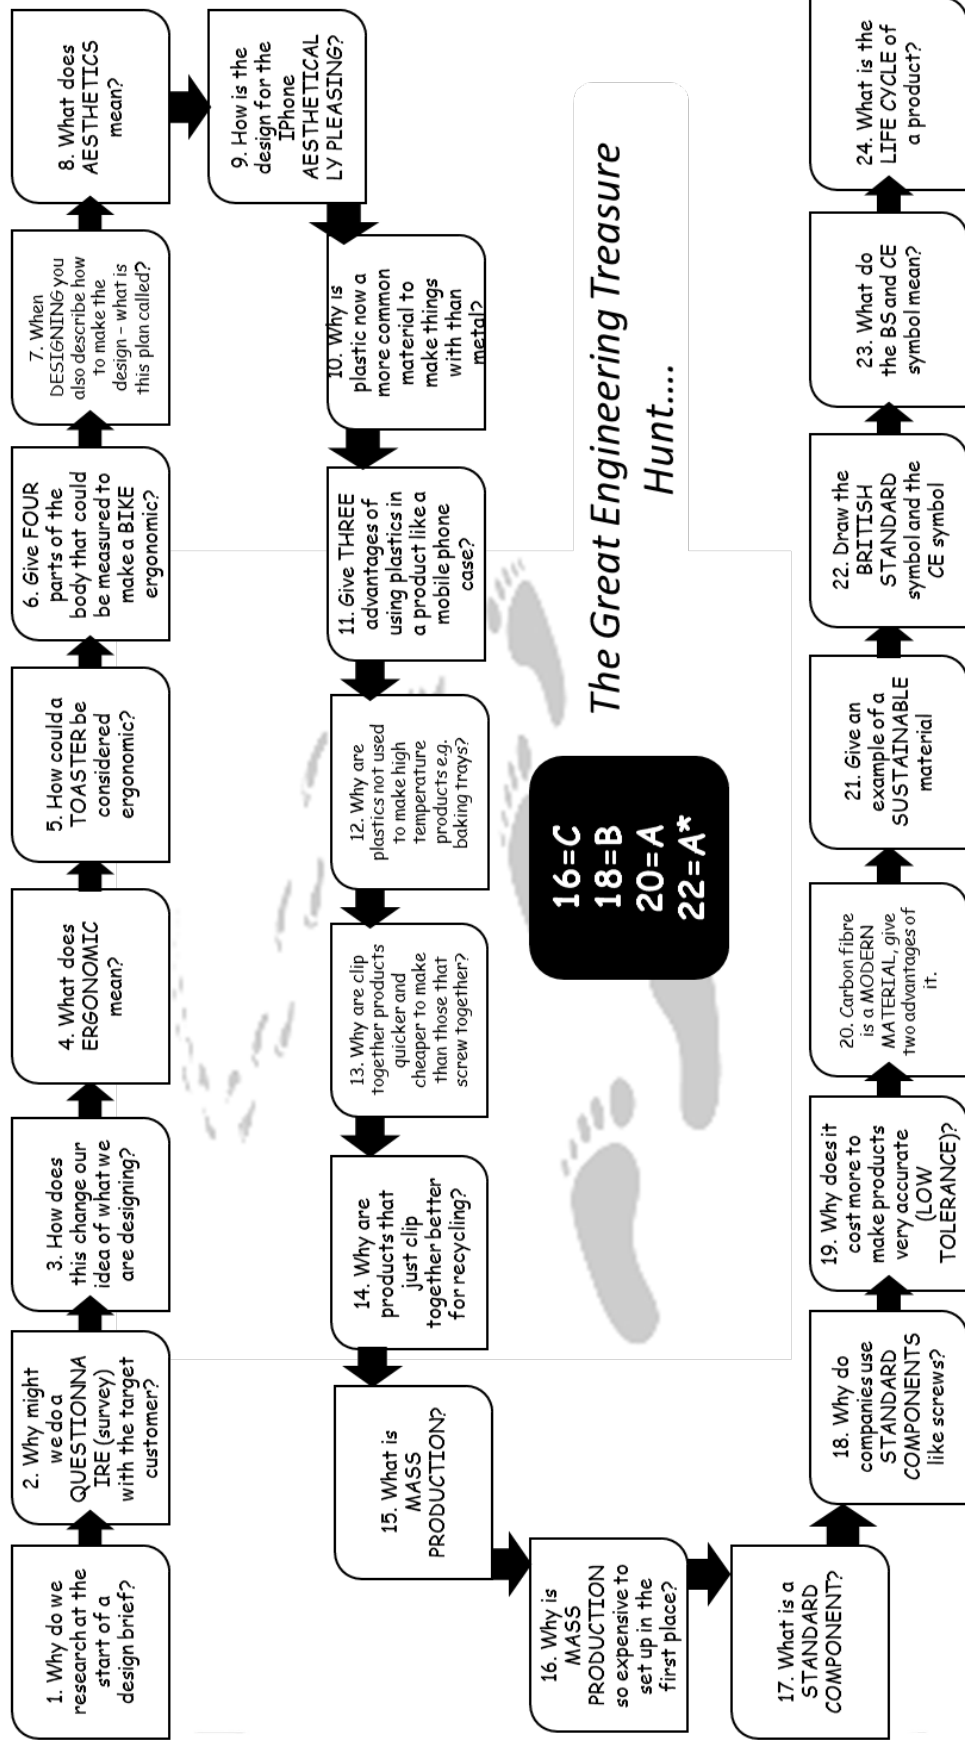 1. Why do we
research at the
start of a
design brief?
2. Why might
we do a
QUESTIONNA
IRE (survey)
with the target
customer?
3. How does
this change our
idea of what we
are designing?
4. What does
ERGONOMIC
mean?
5. How could a
TOASTER be
considered
ergonomic?
6. Give FOUR
parts of the
body that could
be measured to
make a BIKE
ergonomic?
7. When
DESIGNING you
also describe how
to make the
design - what is
this plan called?
8. What does
AESTHETICS
mean?
9. How is the
design for the
IPhone
AESTHETICAL
LY PLEASING?
10. Why is
plastic now a
more common
material to
make things
with than
metal?
11. Give THREE
advantages of
using plastics in
a product like a
mobile phone
case?
12. Why are
plastics not used
to make high
temperature
products e.g.
baking trays?
13. Why are clip
together products
quicker and
cheaper to make
than those that
screw together?
14. Why are
products that
just clip
together better
for recycling?
15. What is
MASS
PRODUCTION?
16. Why is
MASS
PRODUCTION
so expensive to
set up in the
first place?
17. What is a
STANDARD
COMPONENT?
18. Why do
companies use
STANDARD
COMPONENTS
like screws?
19. Why does it
cost more to
make products
very accurate
(LOW
TOLERANCE)?
20. Carbon fibre
is a MODERN
MATERIAL, give
two advantages of
it.
21. Give an
example of a
SUSTAINABLE
material
22. Draw the
BRITISH
STANDARD
symbol and the
CE symbol
23. What do
the BS and CE
symbol mean?
24. What is the
LIFE CYCLE of
a product?
The Great Engineering Treasure
Hunt....
16=C
18=B
20=A
22=A*